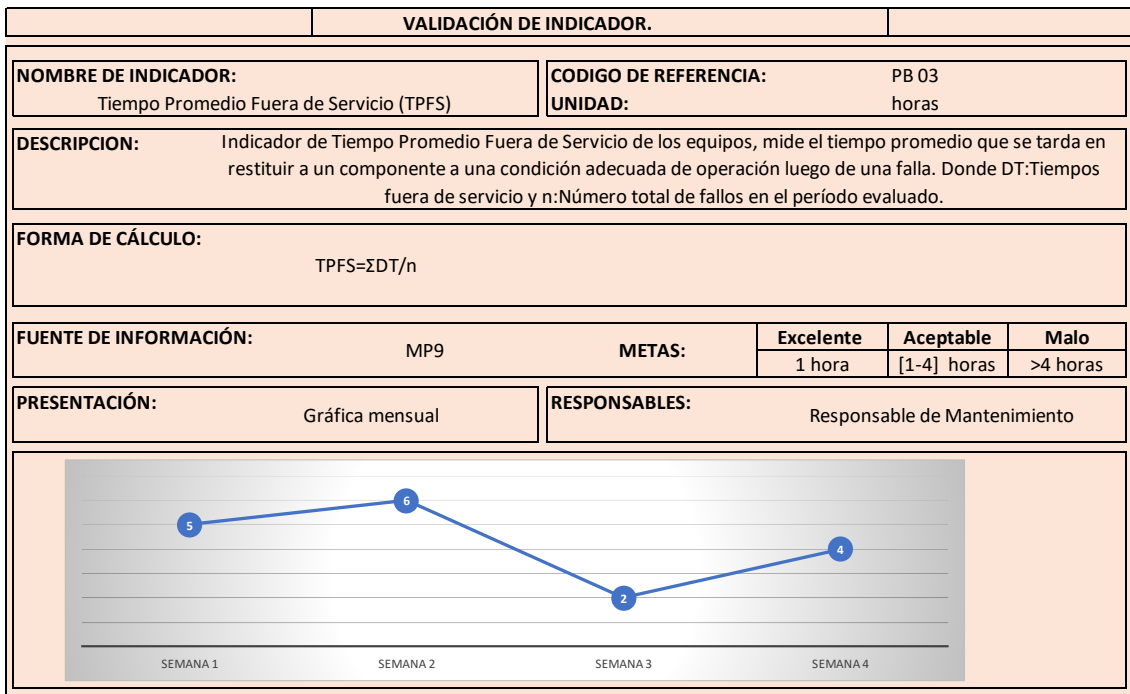 VALIDACIÓN DE INDICADOR.
NOMBRE DE INDICADOR:
Tiempo Promedio Fuera de Servicio (TPFS)
CODIGO DE REFERENCIA: PB 03
UNIDAD: horas
DESCRIPCION: Indicador de Tiempo Promedio Fuera de Servicio de los equipos, mide el tiempo promedio que se tarda en
restituir a un componente a una condición adecuada de operación luego de una falla. Donde DT:Tiempos
fuera de servicio y n:Número total de fallos en el período evaluado.
FORMA DE CÁLCULO:
TPFS=ΣDT/n
FUENTE DE INFORMACIÓN: MP9 METAS:
Excelente Aceptable Malo
1 hora [1-4] horas >4 horas
PRESENTACIÓN: Gráfica mensual
RESPONSABLES: Responsable de Mantenimiento
5 6 2 4
SEMANA 1 SEMANA 2 SEMANA 3 SEMANA 4